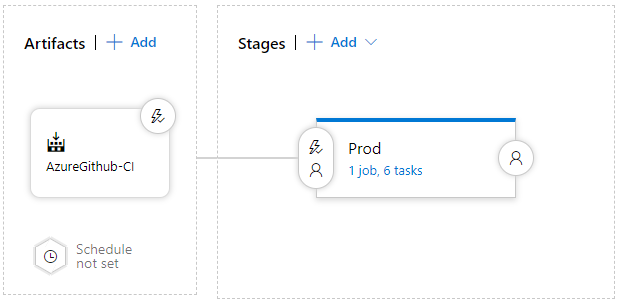 Artifacts | + Add
Stages | + Add
AzureGithub-CI
Prod
1 job, 6 tasks
Schedule
not set